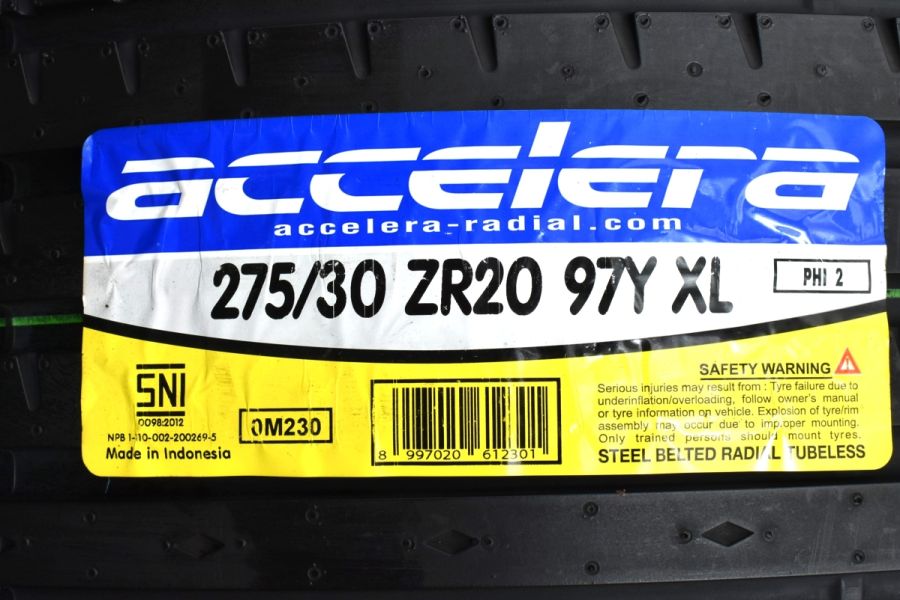 accelera
accelera-radial.com
275/30 ZR20 97Y XL
PHI 2
SNI
0098:2012
NPB 1-10-002-200269-5
Made in Indonesia
0M230
8 997020 612301
SAFETY WARNING
Serious injuries may result from : Tyre failure due to
underinflation/overloading, follow owner's manual
or tyre information on vehicle. Explosion of tyre/rim
assembly may occur due to improper mounting.
Only trained persons should mount tyres.
STEEL BELTED RADIAL TUBELESS